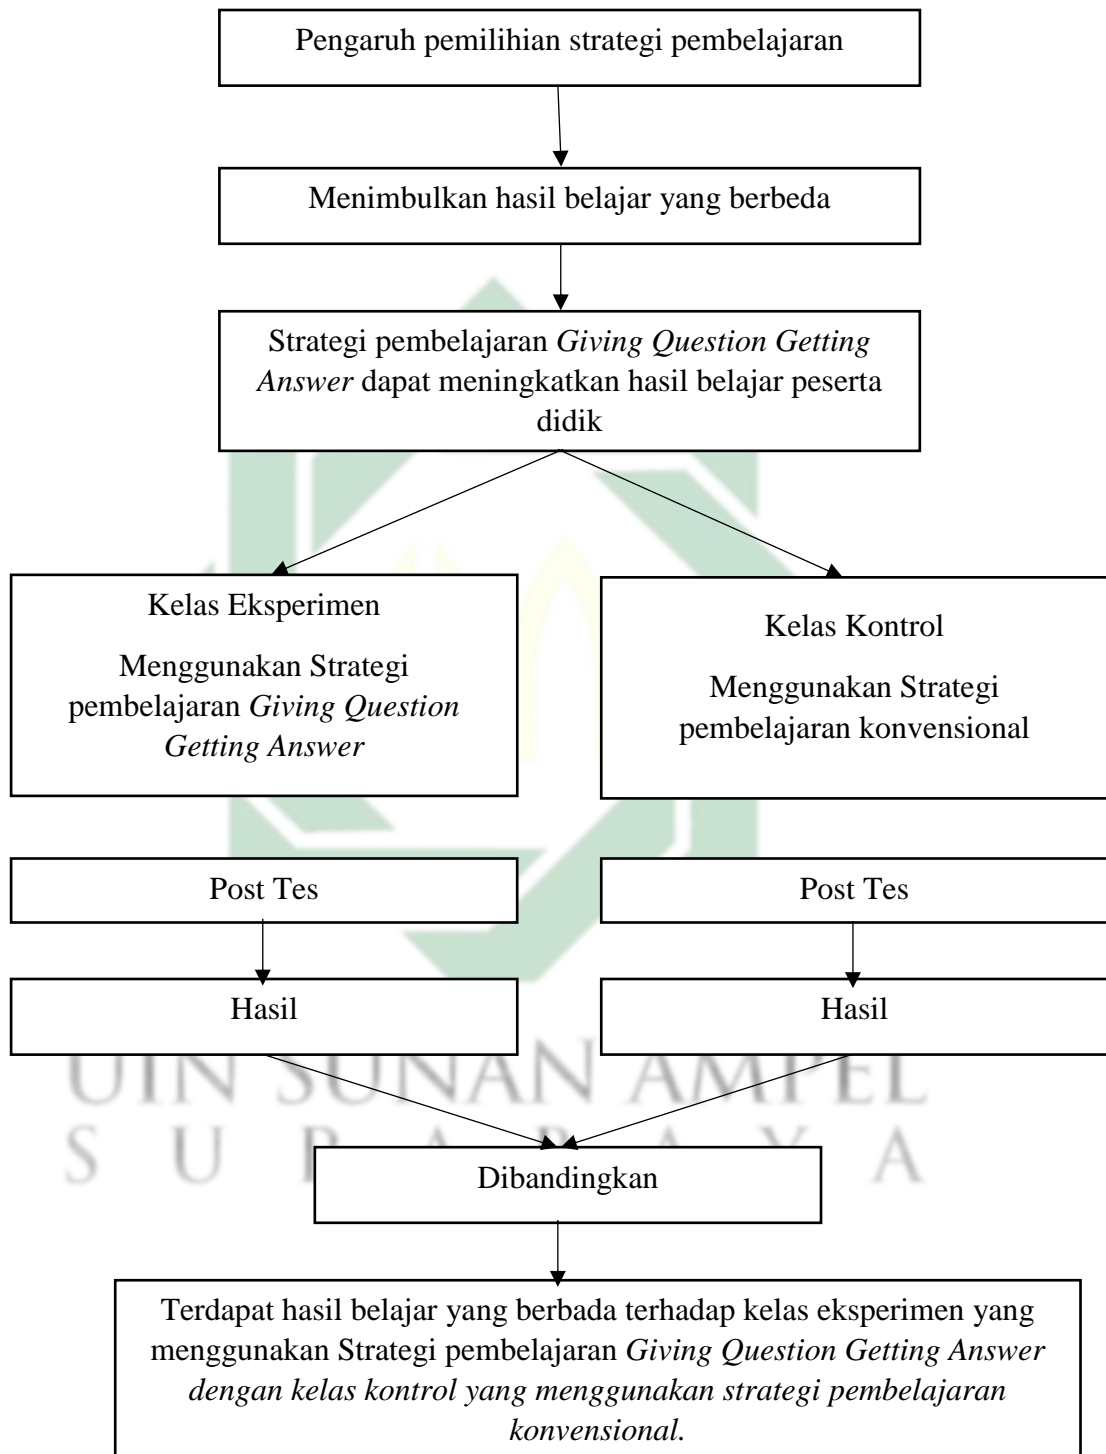 Pengaruh pemilihian strategi pembelajaran
Menimbulkan hasil belajar yang berbeda
Strategi pembelajaran Giving Question Getting
Answer dapat meningkatkan hasil belajar peserta
didik
Kelas Eksperimen
Menggunakan Strategi
pembelajaran Giving Question
Getting Answer
Kelas Kontrol
Menggunakan Strategi
pembelajaran konvensional
Post Tes
Post Tes
Hasil
Hasil
UIN SUNAN AMPEL
S U R A B A Y A
Dibandingkan
Terdapat hasil belajar yang berbada terhadap kelas eksperimen yang
menggunakan Strategi pembelajaran Giving Question Getting Answer
dengan kelas kontrol yang menggunakan strategi pembelajaran
konvensional.